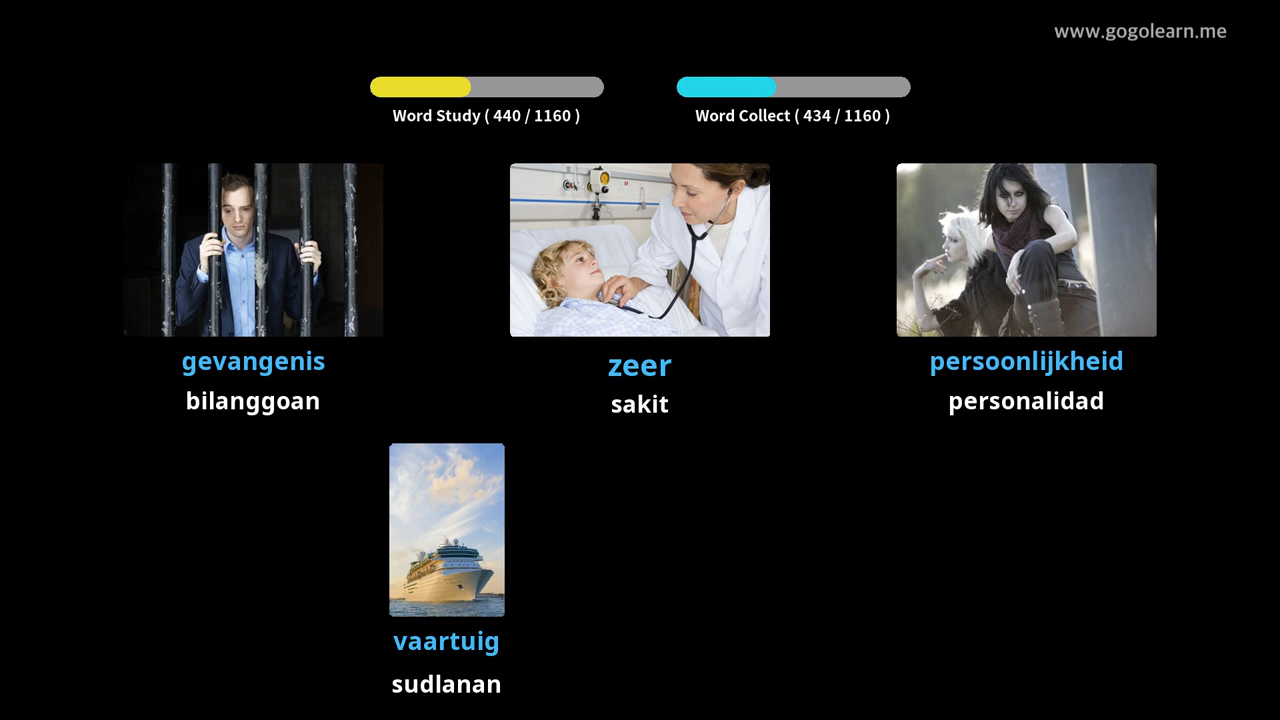 www.gogolearn.me
Word Study ( 440 / 1160 )
Word Collect ( 434 / 1160 )
gevangenis
bilanggoan
zeer
sakit
persoonlijkheid
personalidad
vaartuig
sudlanan